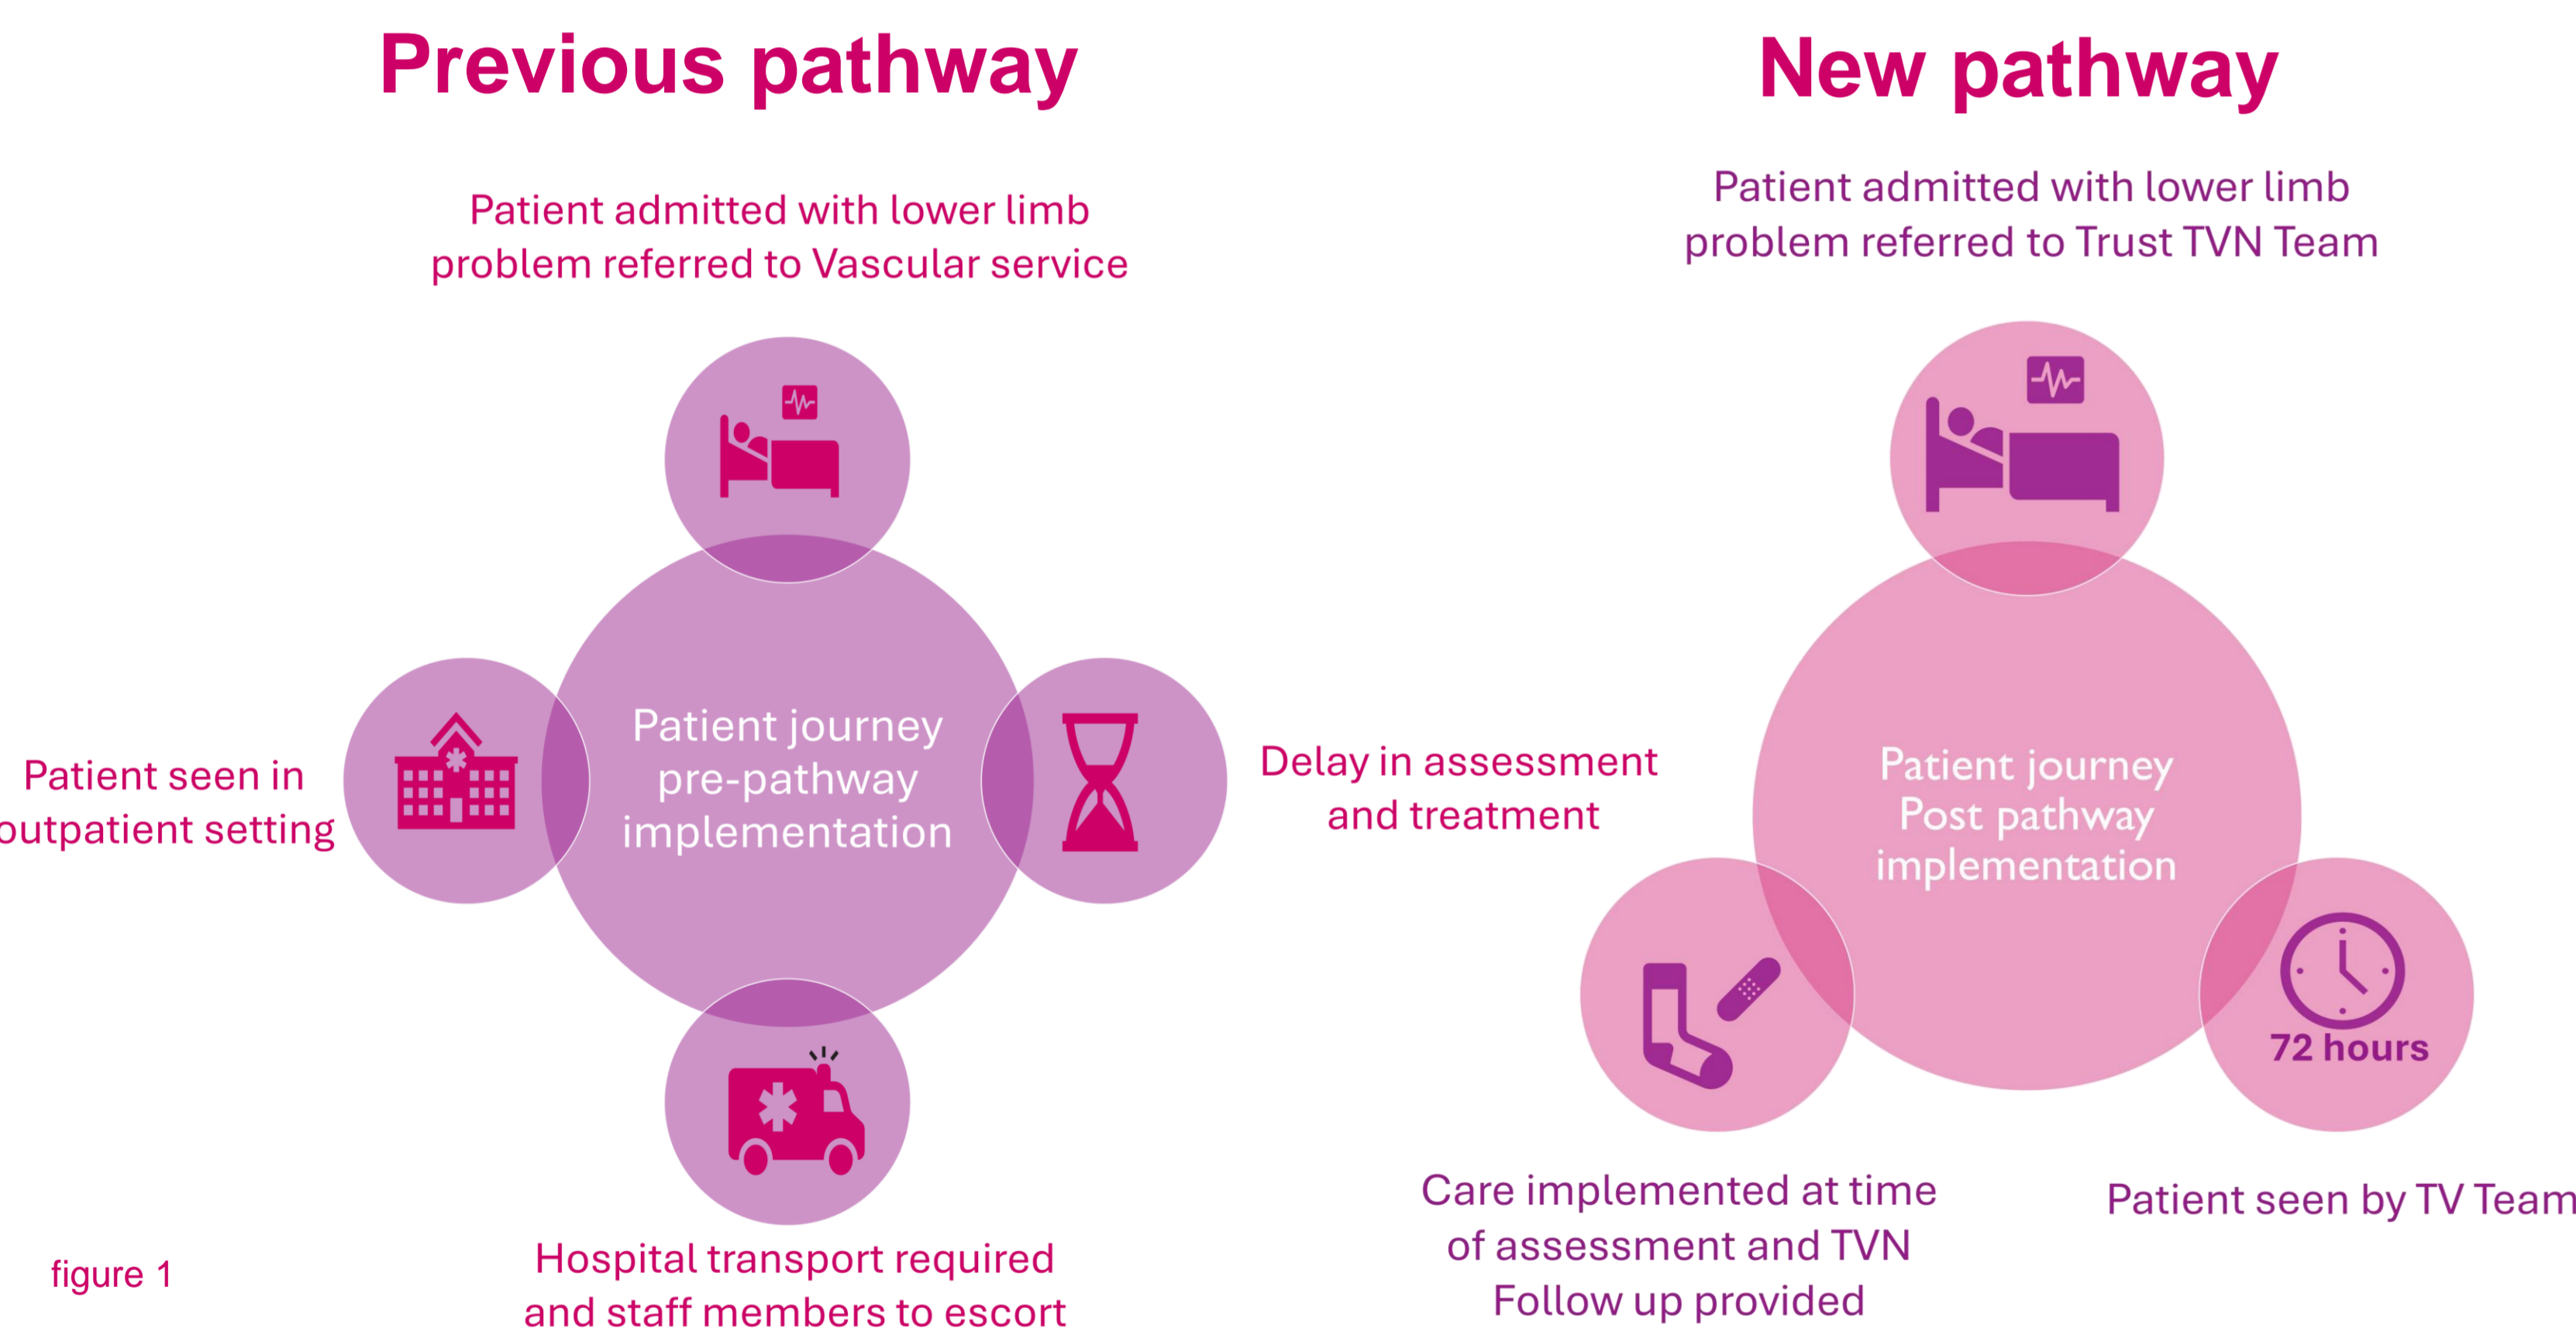 Previous pathway
Patient admitted with lower limb
problem referred to Vascular service
Patient journey
pre-pathway
implementation
Delay in assessment
and treatment
Hospital transport required
and staff members to escort
Patient seen in
outpatient setting
figure 1
New pathway
Patient admitted with lower limb
problem referred to Trust TVN Team
Patient journey
Post pathway
implementation
72 hours
Patient seen by TV Team
Care implemented at time
of assessment and TVN
Follow up provided